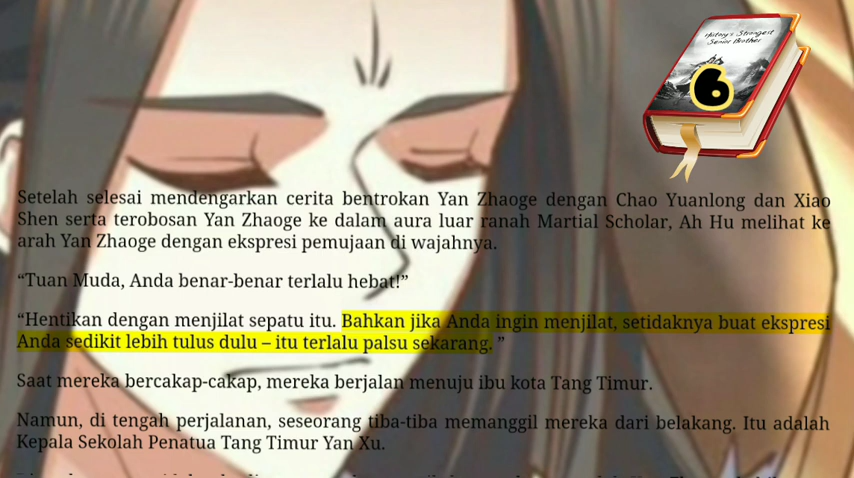 History's Strongest
Senior Brother
6
Setelah selesai mendengarkan cerita bentrokan Yan Zhaoge dengan Chao Yuanlong dan Xiao
Shen serta terobosan Yan Zhaoge ke dalam aura luar ranah Martial Scholar, Ah Hu melihat ke
arah Yan Zhaoge dengan ekspresi pemujaan di wajahnya.
“Tuan Muda, Anda benar-benar terlalu hebat!”
“Hentikan dengan menjilat sepatu itu. Bahkan jika Anda ingin menjilat, setidaknya buat ekspresi
Anda sedikit lebih tulus dulu – itu terlalu palsu sekarang. ”
Saat mereka bercakap-cakap, mereka berjalan menuju ibu kota Tang Timur.
Namun, di tengah perjalanan, seseorang tiba-tiba memanggil mereka dari belakang. Itu adalah
Kepala Sekolah Penatua Tang Timur Yan Xu.